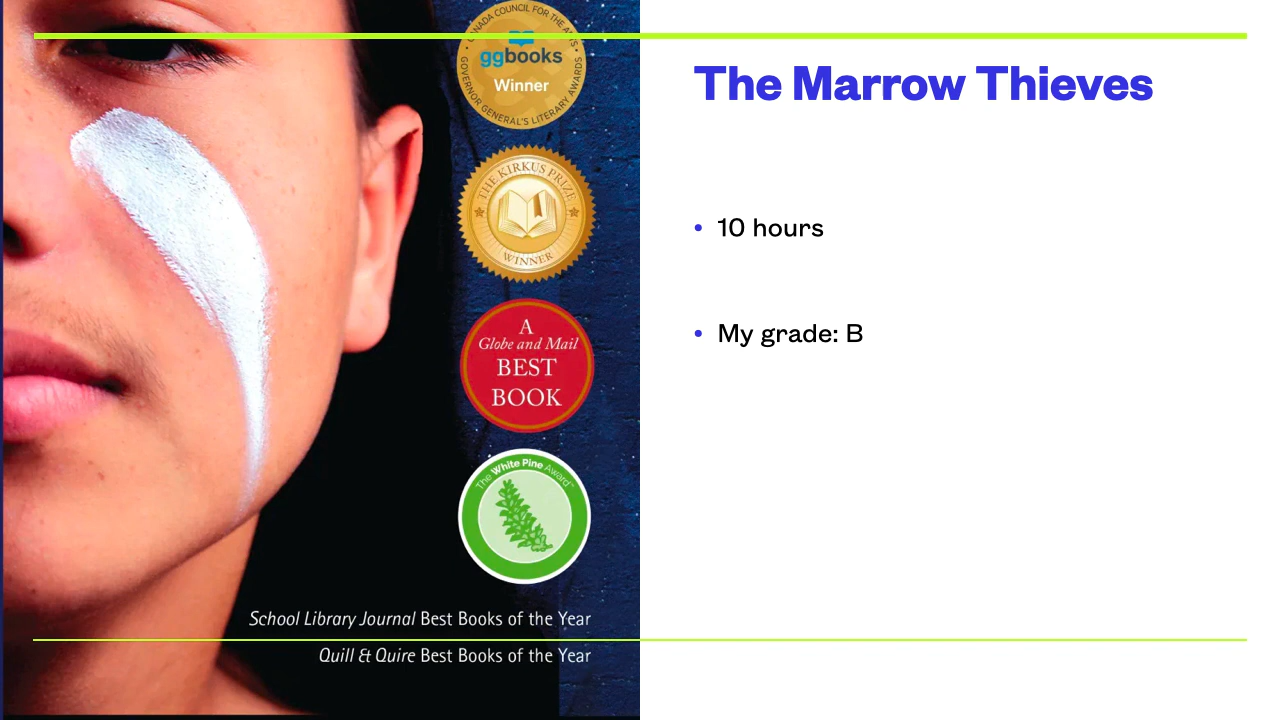 CANADA COUNCIL FOR THE ARTS
ggbooks
Winner
GOVERNOR GENERAL'S LITERARY AWARDS
THE KIRKUS PRIZE
WINNER
A
Globe and Mail
BEST
BOOK
The White Pine Award™
School Library Journal Best Books of the Year
Quill & Quire Best Books of the Year
The Marrow Thieves
• 10 hours
• My grade: B